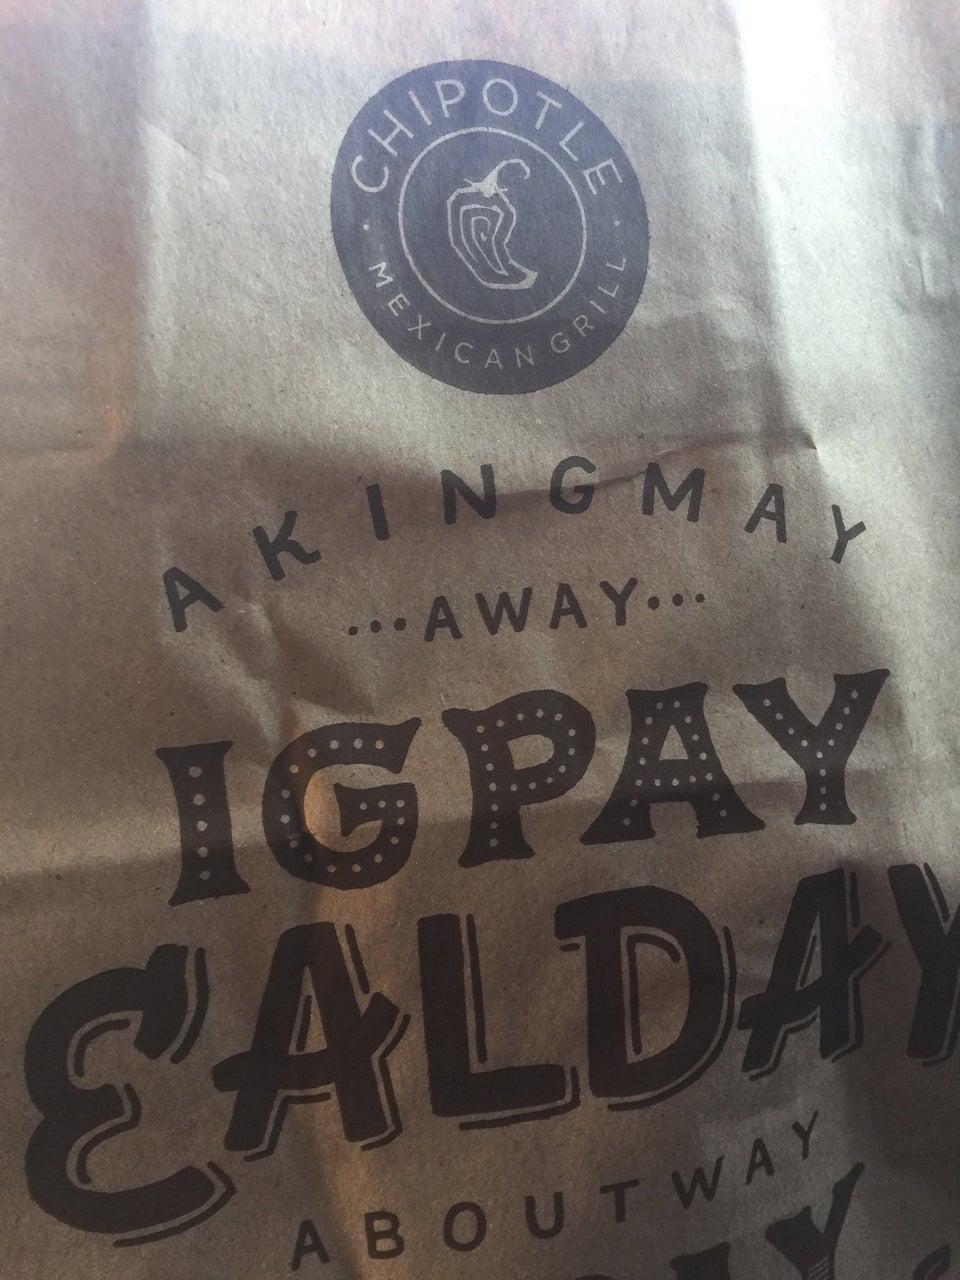 CHIPOTLE
MEXICAN GRILL
AKINGMAY
...AWAY...
IGPAY
EALDAY
ABOUTWAY